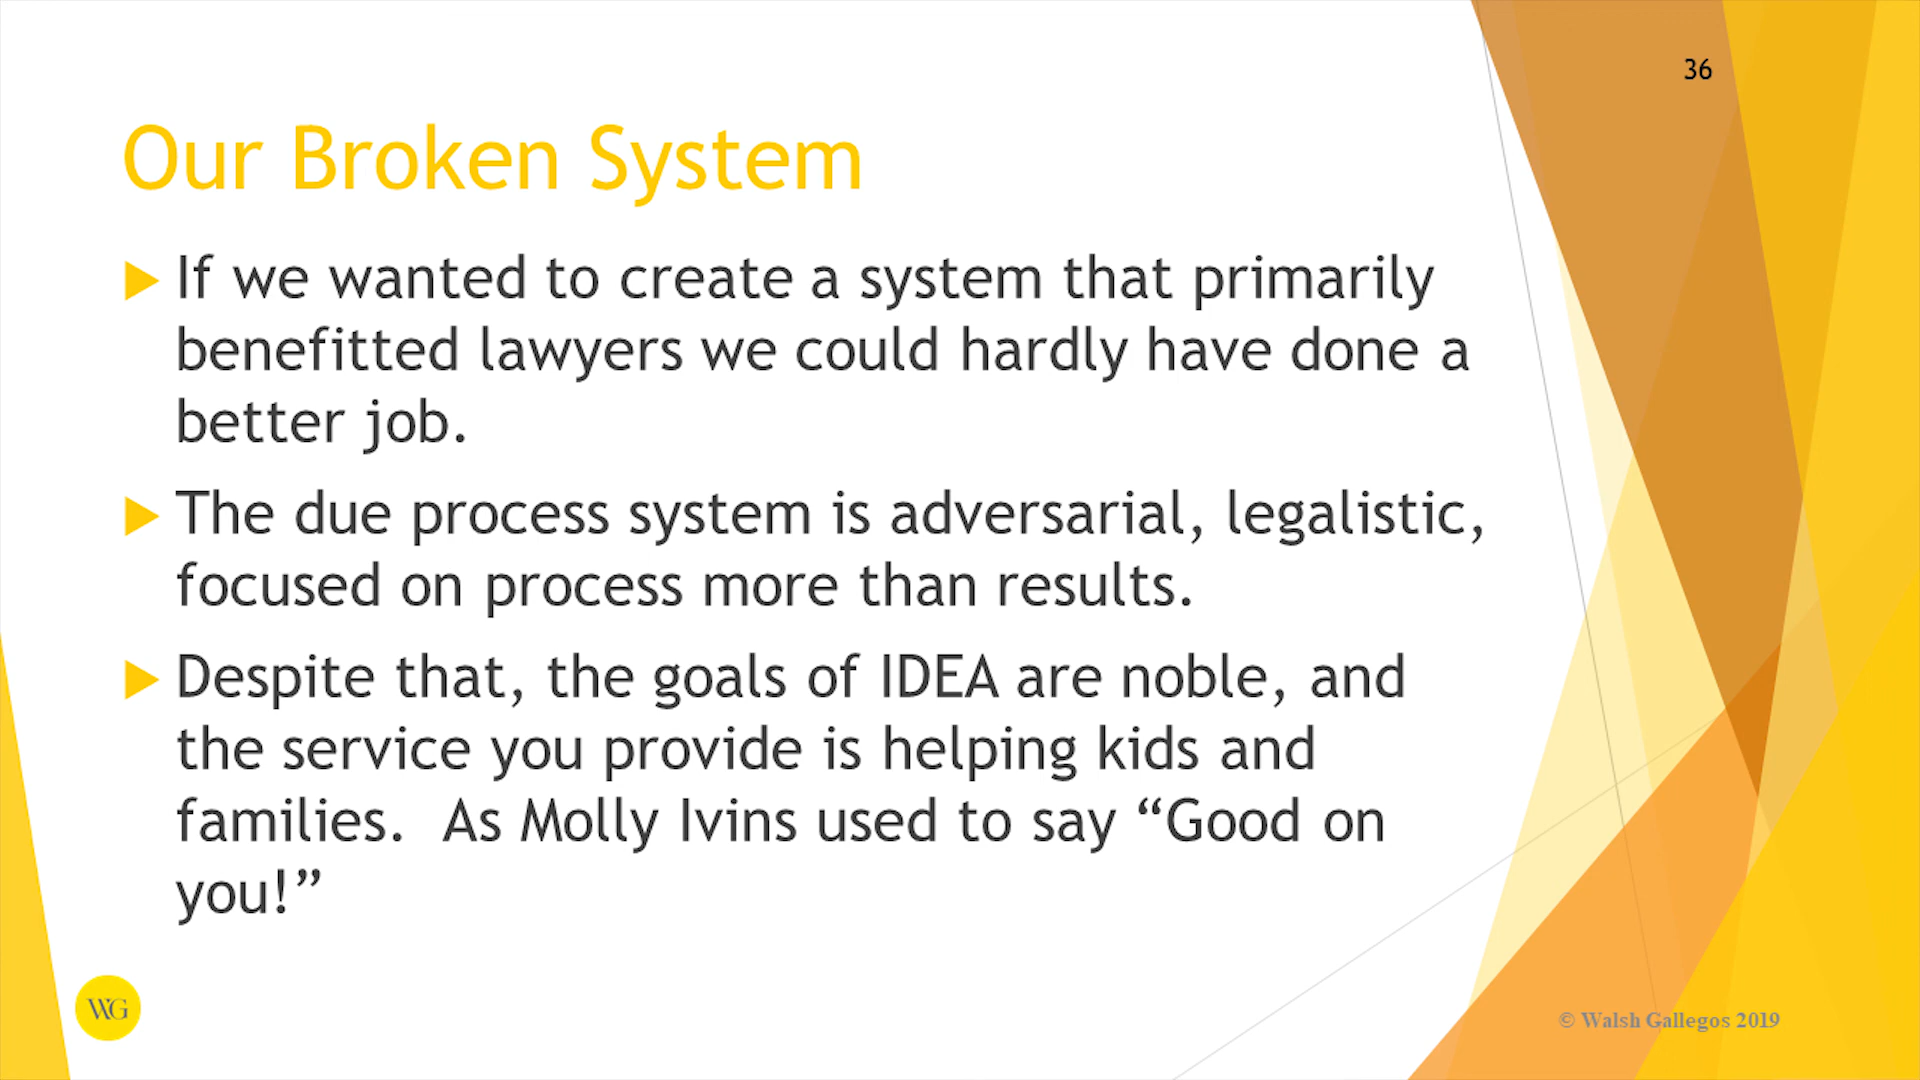 36
Our Broken System
If we wanted to create a system that primarily
benefitted lawyers we could hardly have done a
better job.
The due process system is adversarial, legalistic,
focused on process more than results.
Despite that, the goals of IDEA are noble, and
the service you provide is helping kids and
families.  As Molly Ivins used to say “Good on
you!”
WG
© Walsh Gallegos 2019